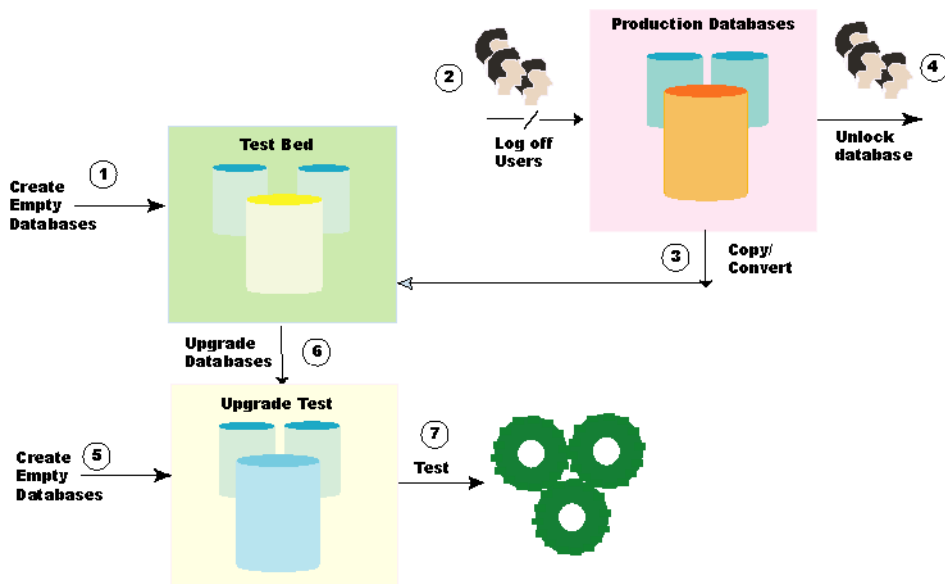 Production Databases
2
4
Log off
Users
Unlock
database
Test Bed
1
Create
Empty
Databases
3
Copy/
Convert
Upgrade
Databases
6
Upgrade Test
7
Create
Empty
Databases
5
Test